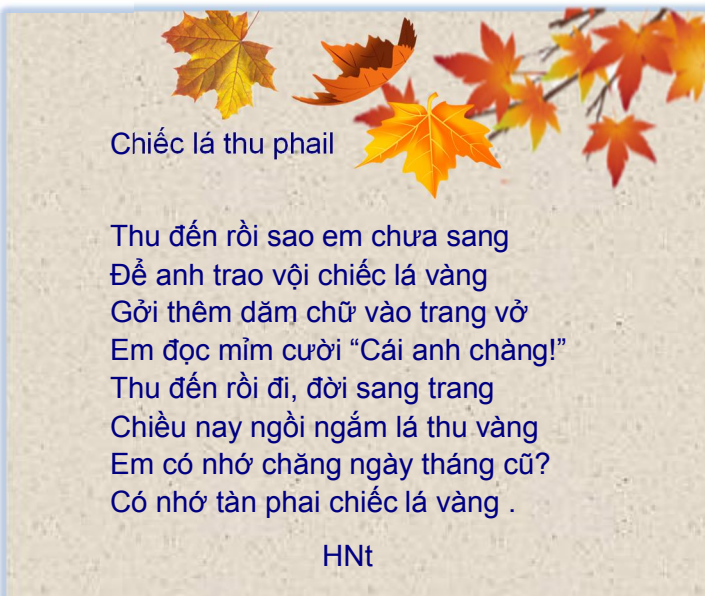 Chiếc lá thu phail
Thu đến rồi sao em chưa sang
Để anh trao vội chiếc lá vàng
Gởi thêm dăm chữ vào trang vở
Em đọc mỉm cười “Cái anh chàng!”
Thu đến rồi đi, đời sang trang
Chiều nay ngồi ngắm lá thu vàng
Em có nhớ chăng ngày tháng cũ?
Có nhớ tàn phai chiếc lá vàng .
HNt